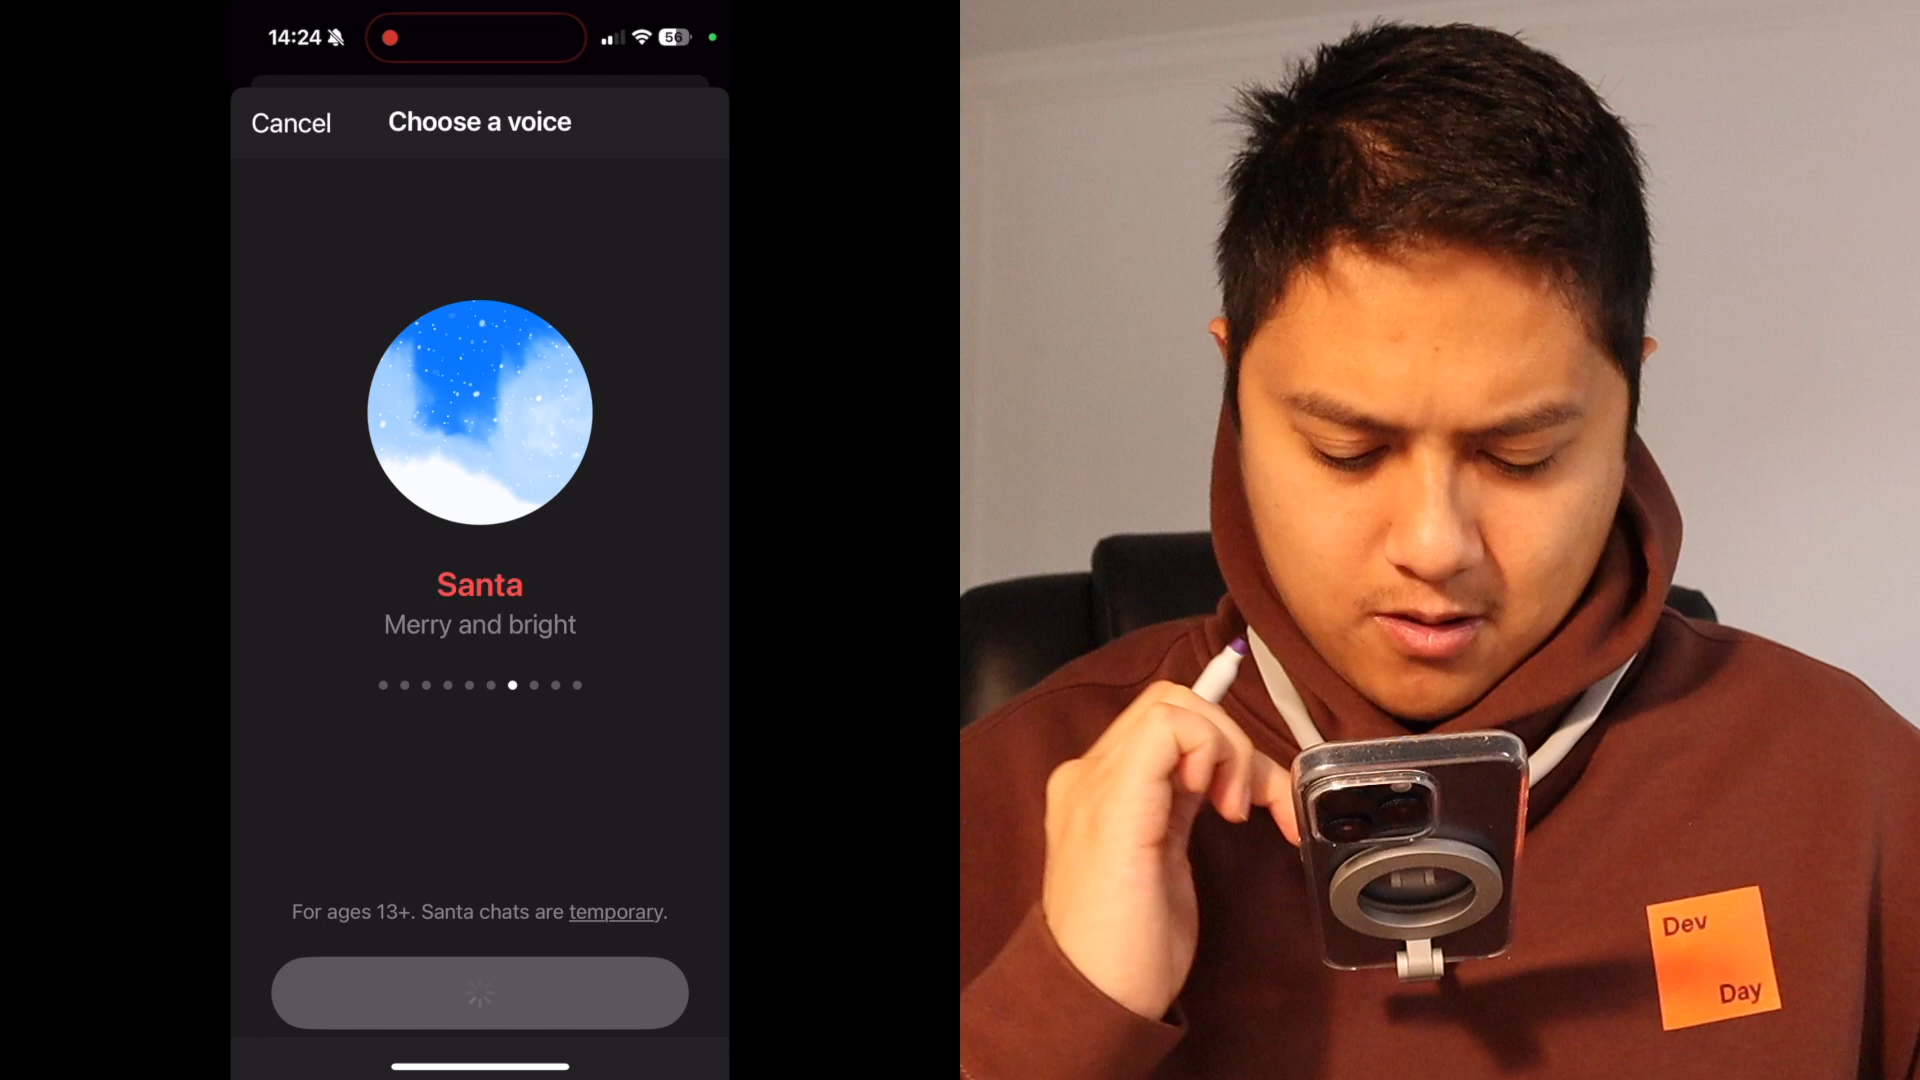 14:24
56
Cancel
Choose a voice
Santa
Merry and bright
For ages 13+. Santa chats are temporary.
Dev
Day